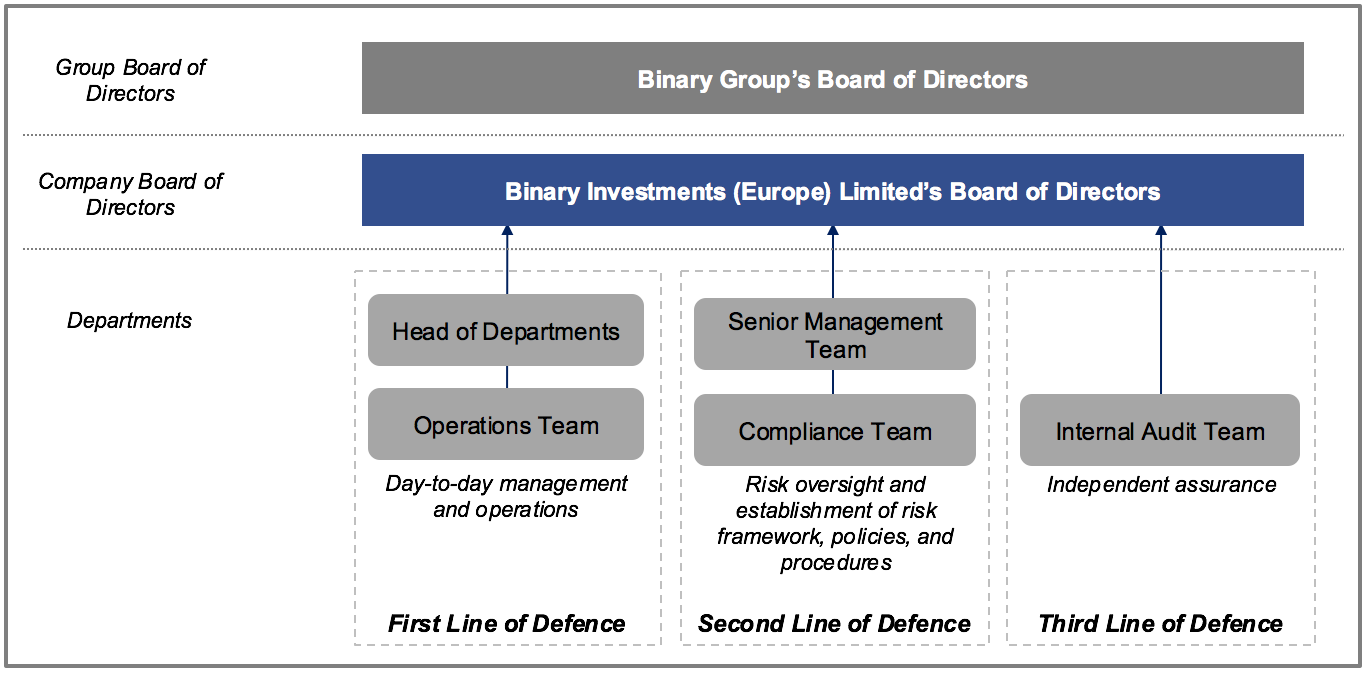 Group Board of
Directors
Binary Group’s Board of Directors
Company Board of
Directors
Binary Investments (Europe) Limited’s Board of Directors
Departments
Head of Departments
Operations Team
Day-to-day management
and operations
First Line of Defence
Senior Management
Team
Compliance Team
Risk oversight and
establishment of risk
framework, policies, and
procedures
Second Line of Defence
Internal Audit Team
Independent assurance
Third Line of Defence